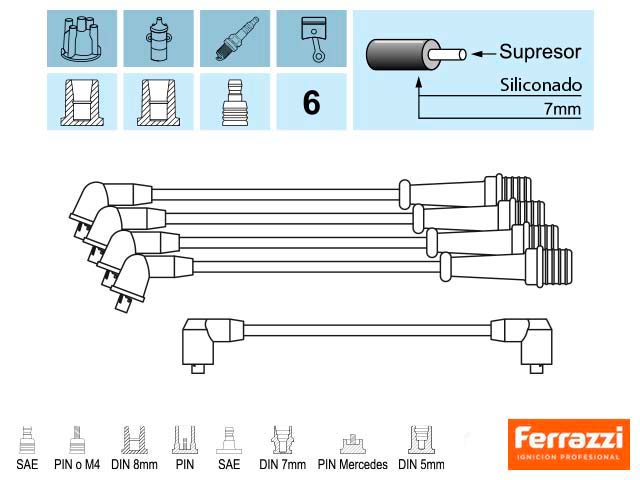 Supresor
Siliconado
7mm
6
SAE PIN o M4 DIN 8mm PIN SAE DIN 7mm PIN Mercedes DIN 5mm
Ferrazzi
IGNICION PROFESIONAL